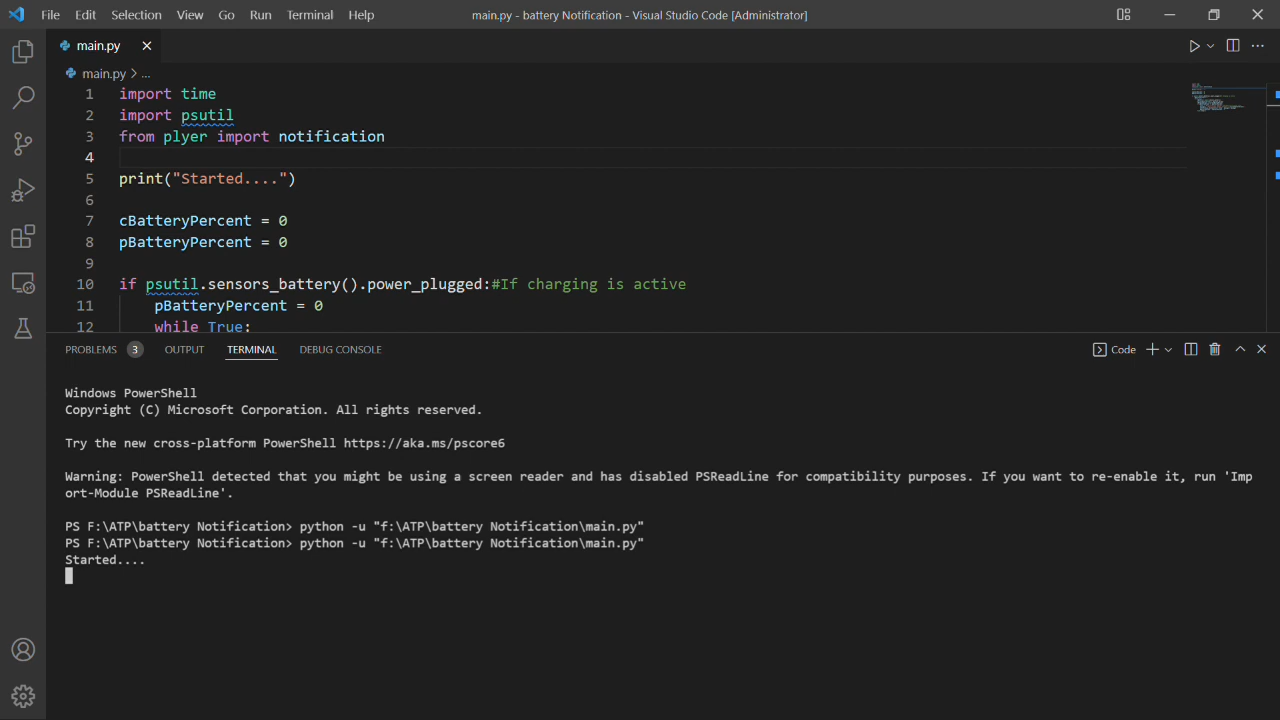 File Edit Selection View Go Run Terminal Help main.py - battery Notification - Visual Studio Code [Administrator]
main.py
main.py > ...
1 import time
2 import psutil
3 from plyer import notification
4
5 print("Started....")
6
7 cBatteryPercent = 0
8 pBatteryPercent = 0
9
10 if psutil.sensors_battery().power_plugged:#If charging is active
11 pBatteryPercent = 0
12 while True:
PROBLEMS 3 OUTPUT TERMINAL DEBUG CONSOLE Code
Windows PowerShell
Copyright (C) Microsoft Corporation. All rights reserved.
Try the new cross-platform PowerShell https://aka.ms/pscore6
Warning: PowerShell detected that you might be using a screen reader and has disabled PSReadLine for compatibility purposes. If you want to re-enable it, run 'Imp
ort-Module PSReadLine'.
PS F:\ATP\battery Notification> python -u "f:\ATP\battery Notification\main.py"
PS F:\ATP\battery Notification> python -u "f:\ATP\battery Notification\main.py"
Started....